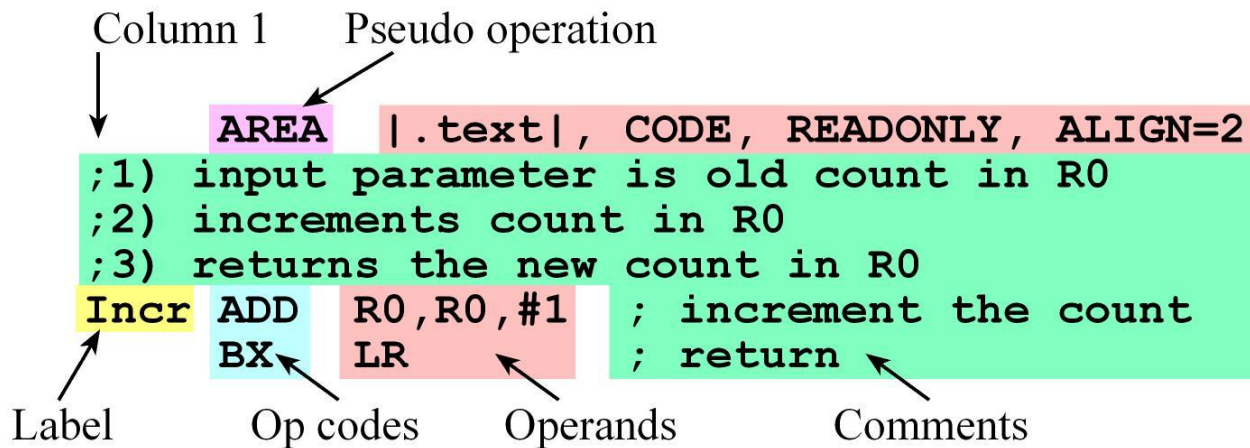 Column 1 Pseudo operation
AREA |.text|, CODE, READONLY, ALIGN=2
;1) input parameter is old count in R0
;2) increments count in R0
;3) returns the new count in R0
Incr ADD R0,R0,#1 ; increment the count
BX LR ; return
Label Op codes Operands Comments